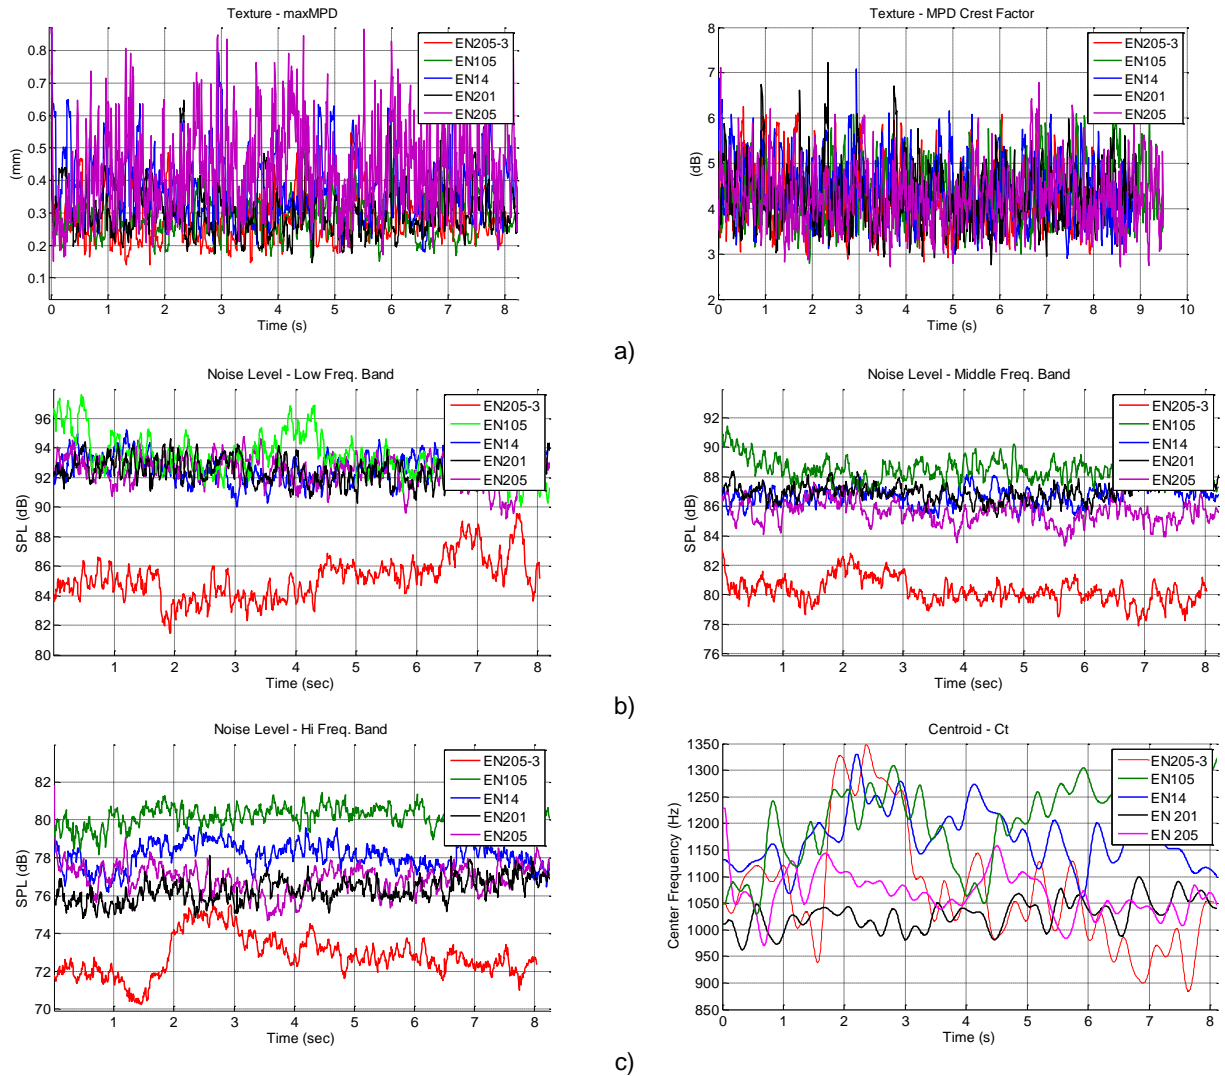 Texture - maxMPD
(mm)
0.8
0.7
0.6
0.5
0.4
0.3
0.2
0.1
0 1 2 3 4 5 6 7 8
Time (s)
EN205-3
EN105
EN14
EN201
EN205
Texture - MPD Crest Factor
(dB)
8
7
6
5
4
3
2
0 1 2 3 4 5 6 7 8 9 10
Time (s)
EN205-3
EN105
EN14
EN201
EN205
a)
Noise Level - Low Freq. Band
SPL (dB)
96
94
92
90
88
86
84
82
80
1 2 3 4 5 6 7 8
Time (sec)
EN205-3
EN105
EN14
EN201
EN205
Noise Level - Middle Freq. Band
SPL (dB)
92
90
88
86
84
82
80
78
76
1 2 3 4 5 6 7 8
Time (sec)
EN205-3
EN105
EN14
EN201
EN205
b)
Noise Level - Hi Freq. Band
SPL (dB)
82
80
78
76
74
72
70
1 2 3 4 5 6 7 8
Time (sec)
EN205-3
EN105
EN14
EN201
EN205
Centroid - Ct
Center Frequency (Hz)
1350
1300
1250
1200
1150
1100
1050
1000
950
900
850
0 1 2 3 4 5 6 7 8
Time (s)
EN205-3
EN105
EN14
EN 201
EN 205
c)